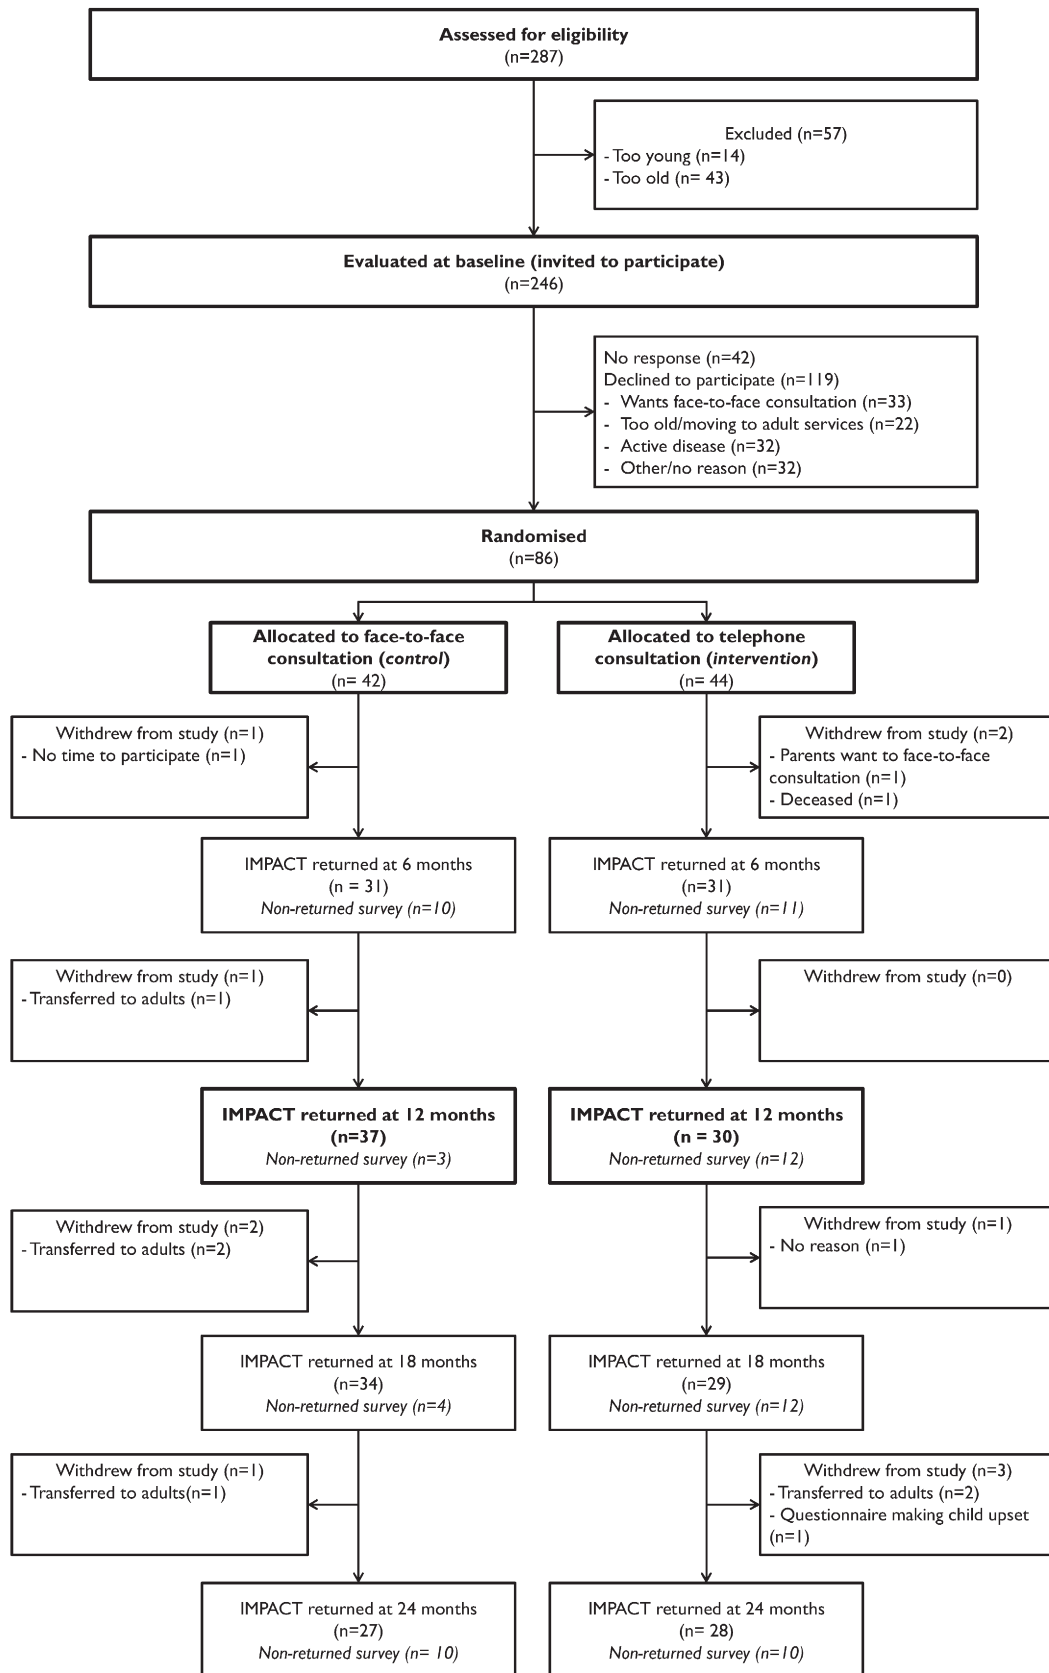 Assessed for eligibility
(n=287)
Excluded (n=57)
- Too young (n=14)
- Too old (n= 43)
Evaluated at baseline (invited to participate)
(n=246)
No response (n=42)
Declined to participate (n=119)
- Wants face-to-face consultation (n=33)
- Too old/moving to adult services (n=22)
- Active disease (n=32)
- Other/no reason (n=32)
Randomised
(n=86)
Allocated to face-to-face
consultation (control)
(n= 42)
Allocated to telephone
consultation (intervention)
(n= 44)
Withdrew from study (n=1)
- No time to participate (n=1)
Withdrew from study (n=2)
- Parents want to face-to-face
consultation (n=1)
- Deceased (n=1)
IMPACT returned at 6 months
(n = 31)
Non-returned survey (n=10)
IMPACT returned at 6 months
(n=31)
Non-returned survey (n=11)
Withdrew from study (n=1)
- Transferred to adults (n=1)
Withdrew from study (n=0)
IMPACT returned at 12 months
(n=37)
Non-returned survey (n=3)
IMPACT returned at 12 months
(n = 30)
Non-returned survey (n=12)
Withdrew from study (n=2)
- Transferred to adults (n=2)
Withdrew from study (n=1)
- No reason (n=1)
IMPACT returned at 18 months
(n=34)
Non-returned survey (n=4)
IMPACT returned at 18 months
(n=29)
Non-returned survey (n=12)
Withdrew from study (n=1)
- Transferred to adults(n=1)
Withdrew from study (n=3)
- Transferred to adults (n=2)
- Questionnaire making child upset
(n=1)
IMPACT returned at 24 months
(n=27)
Non-returned survey (n= 10)
IMPACT returned at 24 months
(n= 28)
Non-returned survey (n=10)